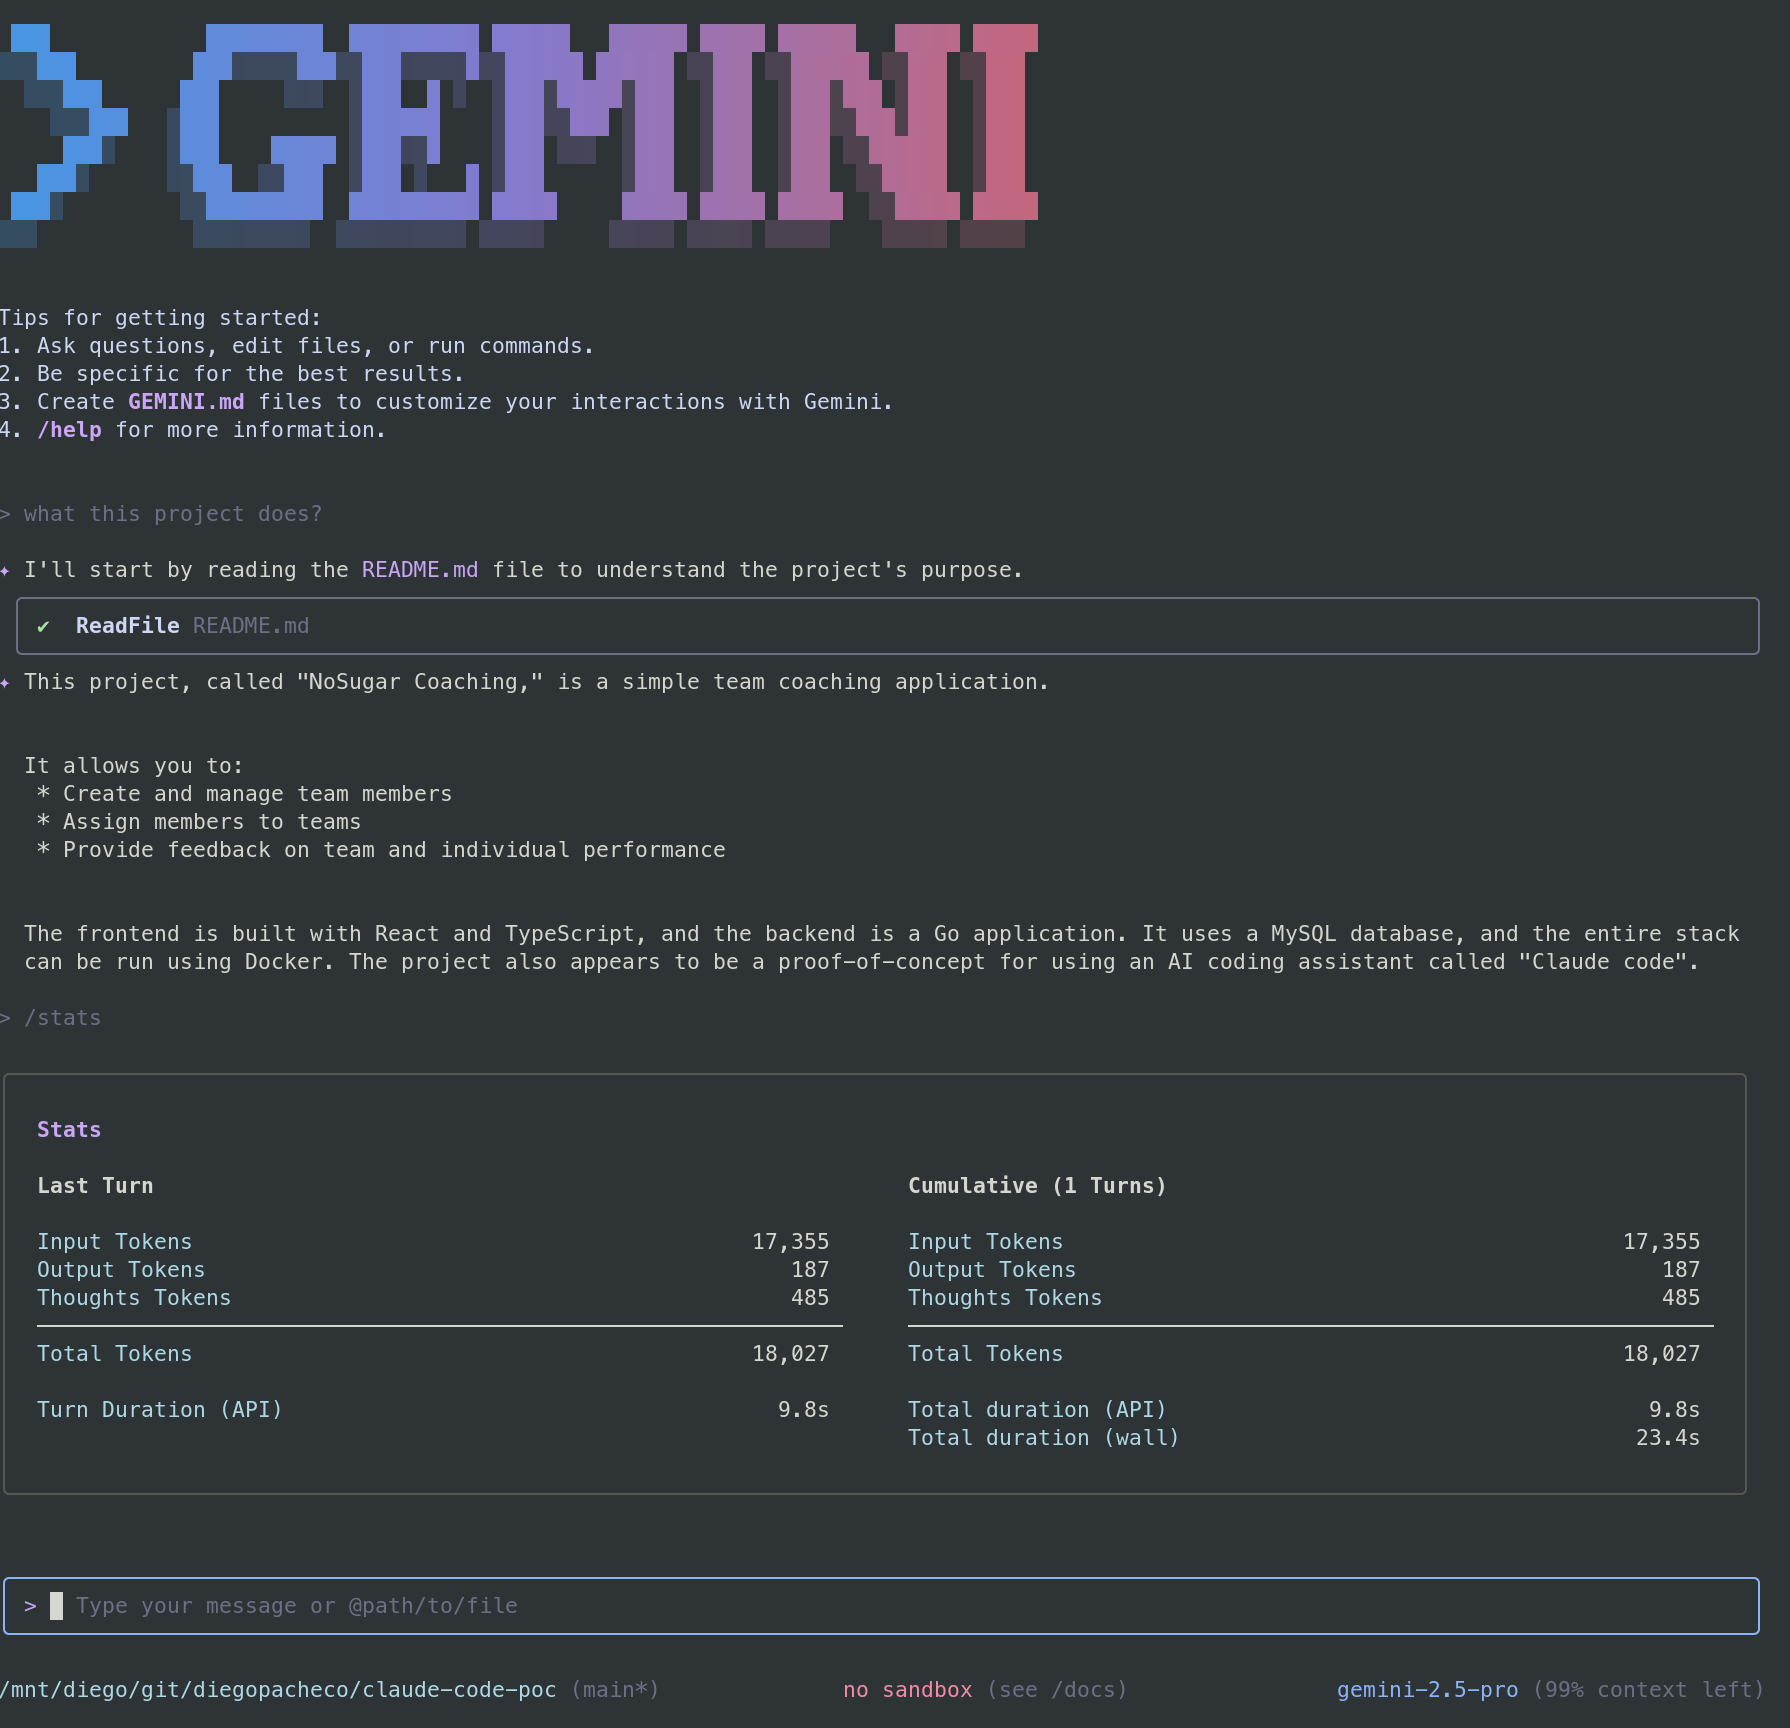 > GEMINI
Tips for getting started:
1. Ask questions, edit files, or run commands.
2. Be specific for the best results.
3. Create GEMINI.md files to customize your interactions with Gemini.
4. /help for more information.
> what this project does?
✦ I'll start by reading the README.md file to understand the project's purpose.
✔ ReadFile README.md
✦ This project, called "NoSugar Coaching," is a simple team coaching application.
It allows you to:
* Create and manage team members
* Assign members to teams
* Provide feedback on team and individual performance
The frontend is built with React and TypeScript, and the backend is a Go application. It uses a MySQL database, and the entire stack
can be run using Docker. The project also appears to be a proof-of-concept for using an AI coding assistant called "Claude code".
> /stats
Stats
Last Turn Cumulative (1 Turns)
Input Tokens 17,355 Input Tokens 17,355
Output Tokens 187 Output Tokens 187
Thoughts Tokens 485 Thoughts Tokens 485
Total Tokens 18,027 Total Tokens 18,027
Turn Duration (API) 9.8s Total duration (API) 9.8s
Total duration (wall) 23.4s
> Type your message or @path/to/file
/mnt/diego/git/diegopacheco/claude-code-poc (main*) no sandbox (see /docs) gemini-2.5-pro (99% context left)